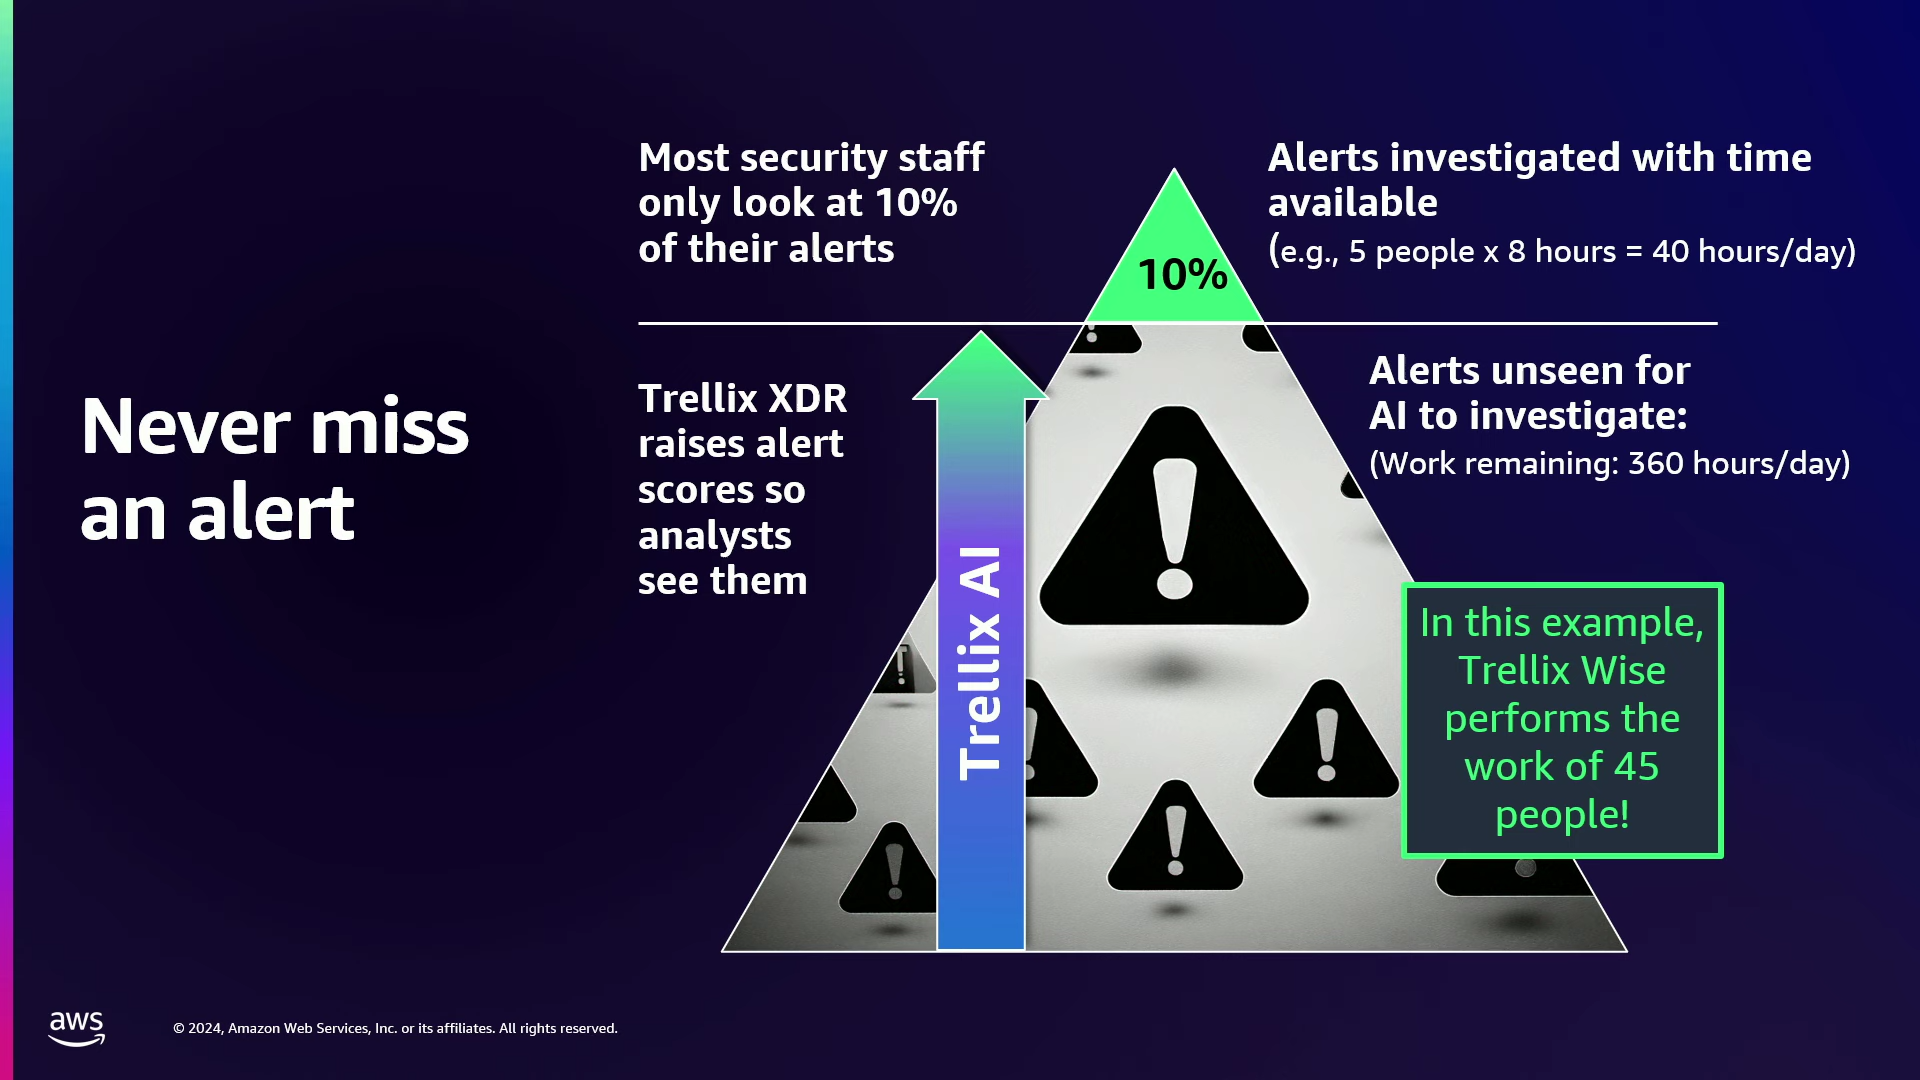 Never miss
an alert
Most security staff
only look at 10%
of their alerts
10%
Alerts investigated with time
available
(e.g., 5 people x 8 hours = 40 hours/day)
Trellix XDR
raises alert
scores so
analysts
see them
Trellix AI
Alerts unseen for
AI to investigate:
(Work remaining: 360 hours/day)
In this example,
Trellix Wise
performs the
work of 45
people!
aws
© 2024, Amazon Web Services, Inc. or its affiliates. All rights reserved.